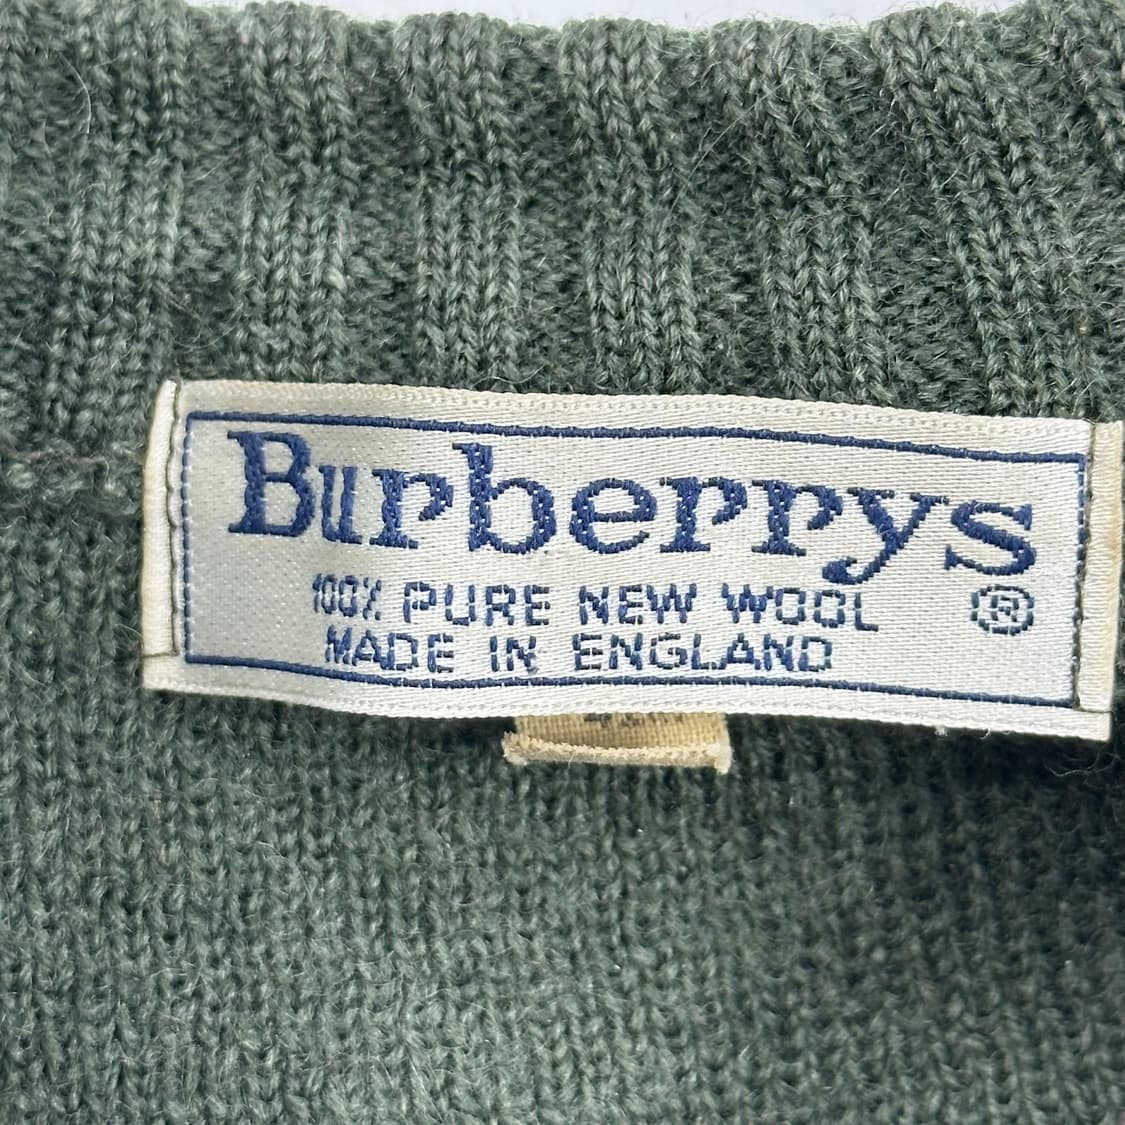 Burberrys
100% PURE NEW WOOL ®
MADE IN ENGLAND